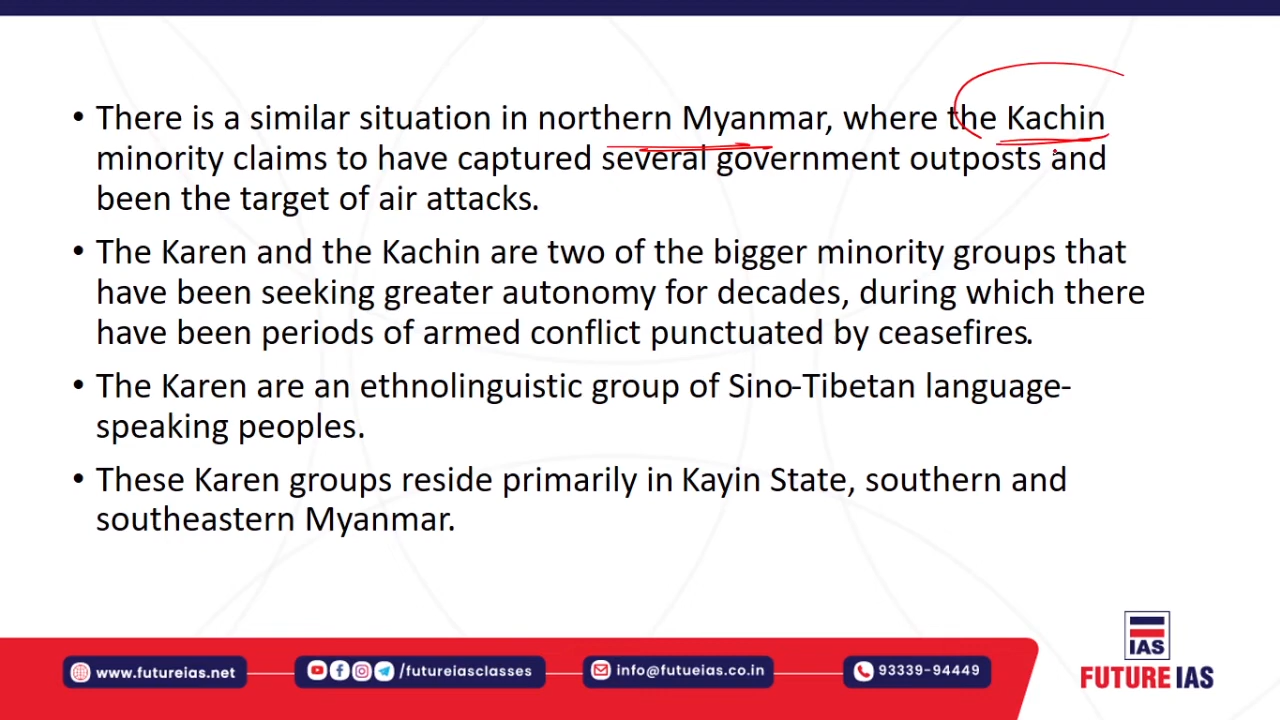 • There is a similar situation in northern Myanmar, where the Kachin
minority claims to have captured several government outposts and
been the target of air attacks.
• The Karen and the Kachin are two of the bigger minority groups that
have been seeking greater autonomy for decades, during which there
have been periods of armed conflict punctuated by ceasefires.
• The Karen are an ethnolinguistic group of Sino-Tibetan language-
speaking peoples.
• These Karen groups reside primarily in Kayin State, southern and
southeastern Myanmar.
www.futureias.net
/futureiasclasses
info@futueias.co.in
93339-94449
IAS
FUTURE IAS